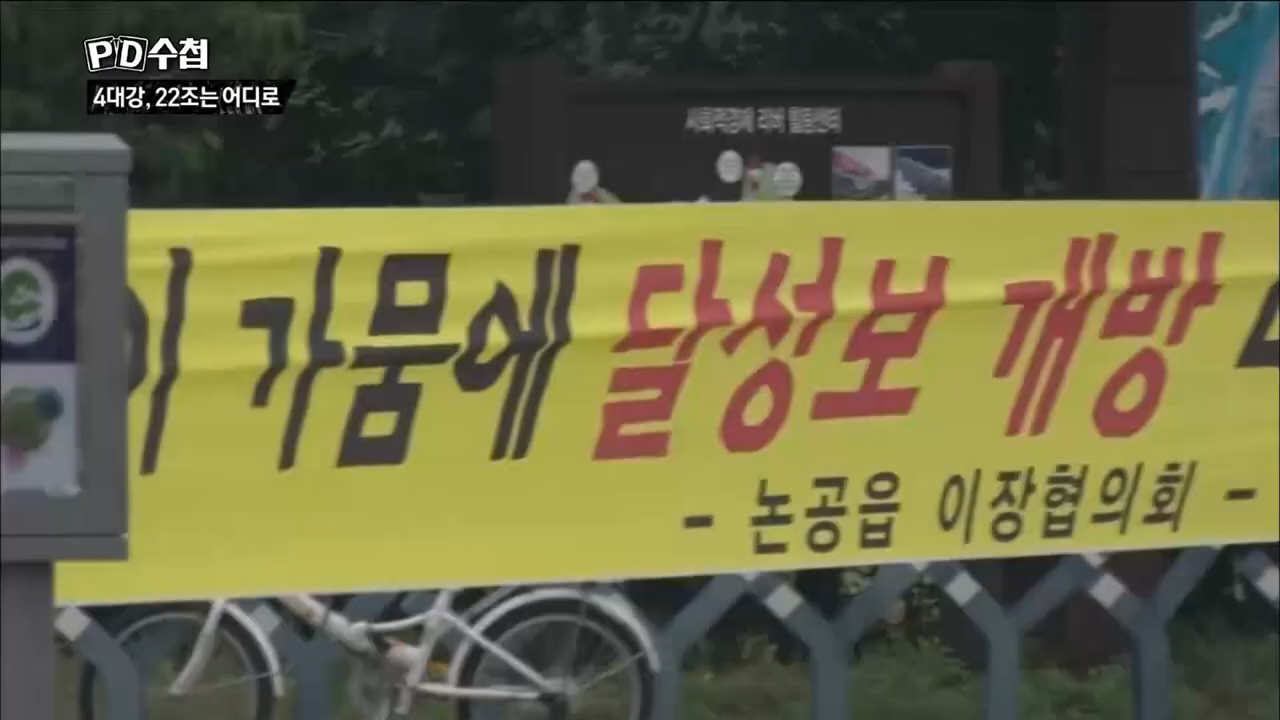 PD수첩
4대강, 22조는 어디로
이 가뭄에 달성보 개방
- 논공읍 이장협의회 -